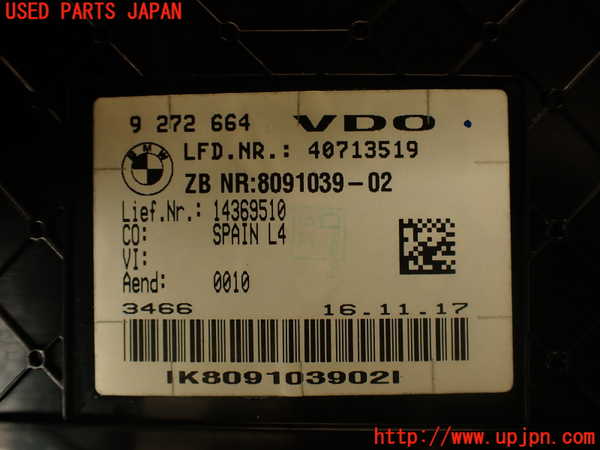 USED PARTS JAPAN
9 272 664 VDO
BMW
LFD.NR.: 40713519
ZB NR:8091039-02
Lief.Nr.: 14369510
CO: SPAIN L4
VI:
Aend: 0010
3466 16.11.17
IK809103902I
http://www.upjpn.com